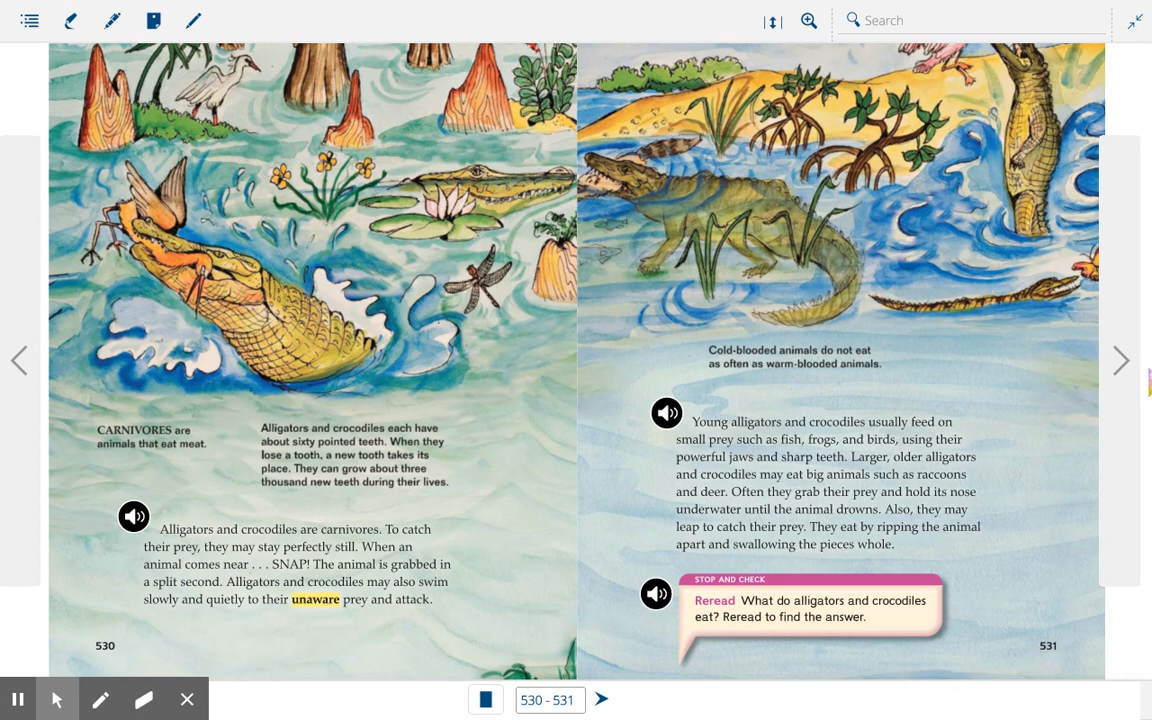 Search
CARNIVORES are
animals that eat meat.
Alligators and crocodiles each have
about sixty pointed teeth. When they
lose a tooth, a new tooth takes its
place. They can grow about three
thousand new teeth during their lives.
Alligators and crocodiles are carnivores. To catch
their prey, they may stay perfectly still. When an
animal comes near . . . SNAP! The animal is grabbed in
a split second. Alligators and crocodiles may also swim
slowly and quietly to their unaware prey and attack.
530
Cold-blooded animals do not eat
as often as warm-blooded animals.
Young alligators and crocodiles usually feed on
small prey such as fish, frogs, and birds, using their
powerful jaws and sharp teeth. Larger, older alligators
and crocodiles may eat big animals such as raccoons
and deer. Often they grab their prey and hold its nose
underwater until the animal drowns. Also, they may
leap to catch their prey. They eat by ripping the animal
apart and swallowing the pieces whole.
STOP AND CHECK
Reread What do alligators and crocodiles
eat? Reread to find the answer.
531
530 - 531